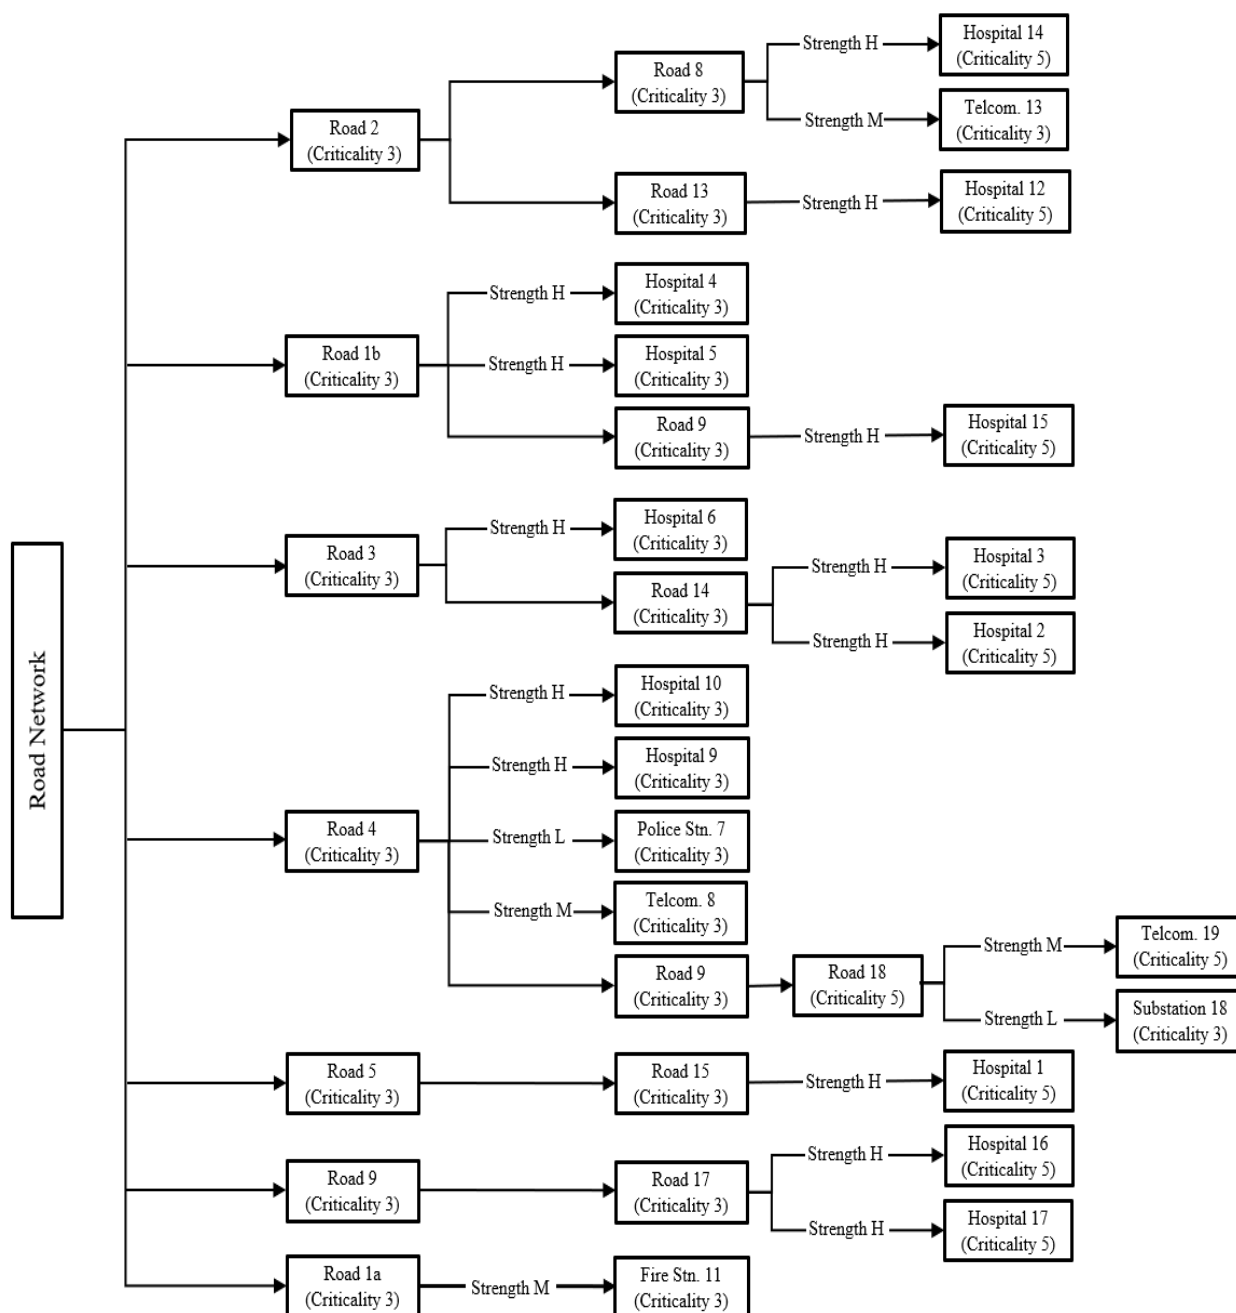 Road Network
Road 2
(Criticality 3)
Road 8
(Criticality 3)
Strength H
Hospital 14
(Criticality 5)
Strength M
Telcom. 13
(Criticality 3)
Road 13
(Criticality 3)
Strength H
Hospital 12
(Criticality 5)
Road 1b
(Criticality 3)
Strength H
Hospital 4
(Criticality 3)
Strength H
Hospital 5
(Criticality 3)
Road 9
(Criticality 3)
Strength H
Hospital 15
(Criticality 5)
Road 3
(Criticality 3)
Strength H
Hospital 6
(Criticality 3)
Road 14
(Criticality 3)
Strength H
Hospital 3
(Criticality 5)
Strength H
Hospital 2
(Criticality 5)
Road 4
(Criticality 3)
Strength H
Hospital 10
(Criticality 3)
Strength H
Hospital 9
(Criticality 3)
Strength L
Police Stn. 7
(Criticality 3)
Strength M
Telcom. 8
(Criticality 3)
Road 9
(Criticality 3)
Road 18
(Criticality 5)
Strength M
Telcom. 19
(Criticality 5)
Strength L
Substation 18
(Criticality 3)
Road 5
(Criticality 3)
Road 15
(Criticality 3)
Strength H
Hospital 1
(Criticality 5)
Road 9
(Criticality 3)
Road 17
(Criticality 3)
Strength H
Hospital 16
(Criticality 5)
Strength H
Hospital 17
(Criticality 5)
Road 1a
(Criticality 3)
Strength M
Fire Stn. 11
(Criticality 3)